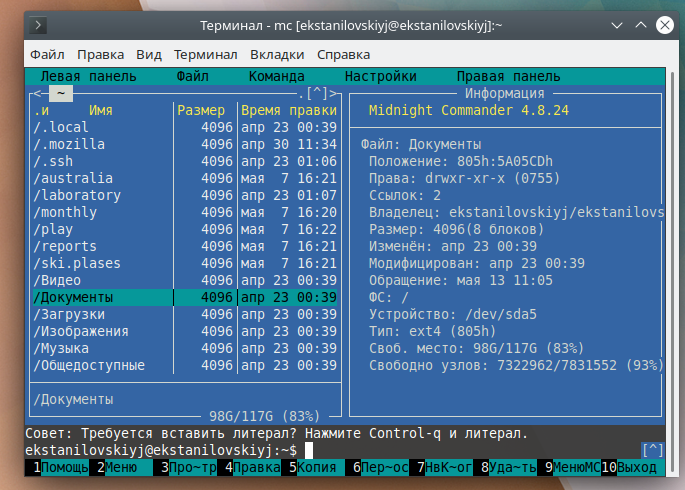 Терминал - mc [ekstanilovskiyj@ekstanilovskiyj]:~
Файл Правка Вид Терминал Вкладки Справка
Левая панель Файл Команда Настройки Правая панель
<─ ~ .[^]>
.и Имя Размер Время правки
/.local 4096 апр 23 00:39
/.mozilla 4096 апр 30 11:34
/.ssh 4096 апр 23 01:06
/australia 4096 мая 7 16:21
/laboratory 4096 апр 23 01:07
/monthly 4096 мая 7 16:20
/play 4096 мая 7 16:22
/reports 4096 мая 7 16:21
/ski.plases 4096 мая 7 16:21
/Видео 4096 апр 23 00:39
/Документы 4096 апр 23 00:39
/Загрузки 4096 апр 23 00:39
/Изображения 4096 апр 23 00:39
/Музыка 4096 апр 23 00:39
/Общедоступные 4096 апр 23 00:39
/Документы
98G/117G (83%)
Информация
Midnight Commander 4.8.24
Файл: Документы
Положение: 805h:5A05CDh
Права: drwxr-xr-x (0755)
Ссылок: 2
Владелец: ekstanilovskiyj/ekstanilovs
Размер: 4096(8 блоков)
Изменён: апр 23 00:39
Модифицирован: апр 23 00:39
Обращение: мая 13 11:05
ФС: /
Устройство: /dev/sda5
Тип: ext4 (805h)
Своб. место: 98G/117G (83%)
Свободно узлов: 7322962/7831552 (93%)
Совет: Требуется вставить литерал? Нажмите Control-q и литерал.
ekstanilovskiyj@ekstanilovskiyj:~$ [^]
1Помощь 2Меню 3Про~тр 4Правка 5Копия 6Пер~ос 7НвК~ог 8Уда~ть 9МенюMC 10Выход